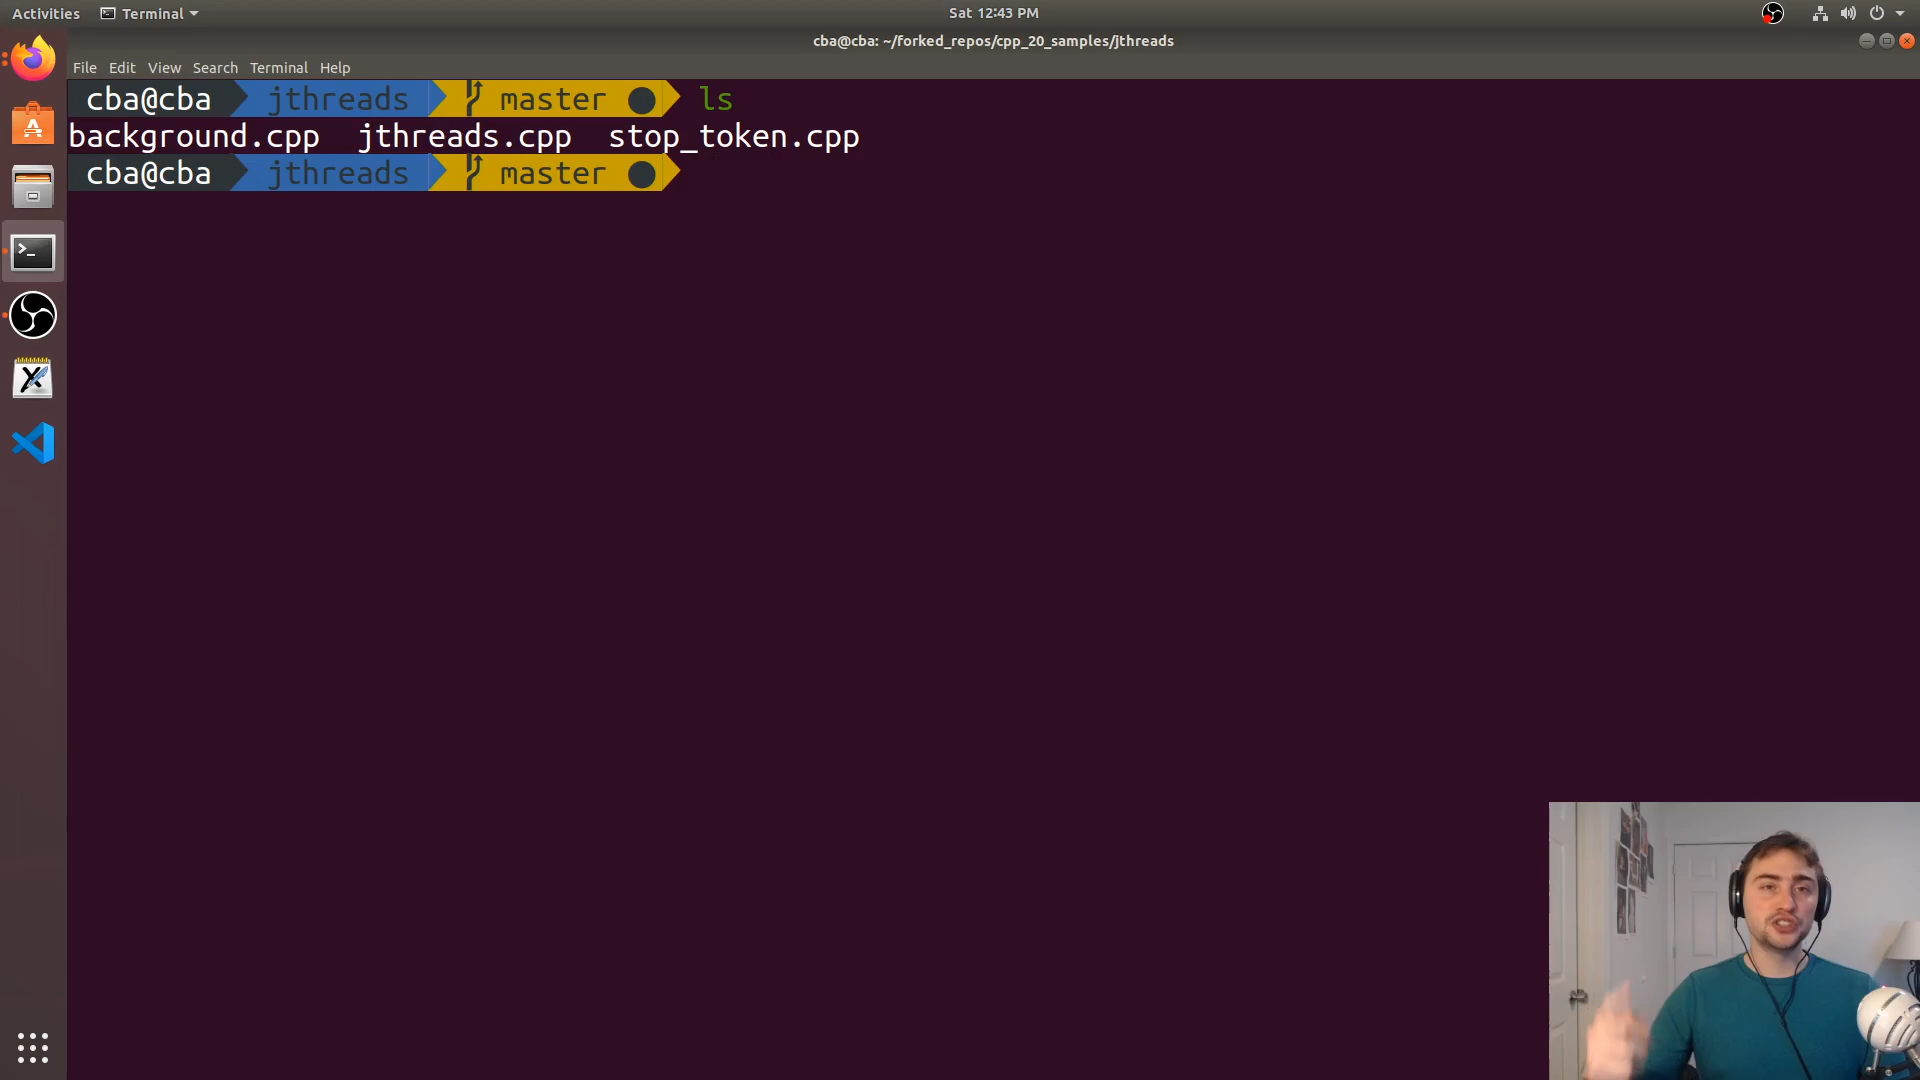 Activities Terminal Sat 12:43 PM
cba@cba: ~/forked_repos/cpp_20_samples/jthreads
File Edit View Search Terminal Help
cba@cba jthreads master ● ls
background.cpp jthreads.cpp stop_token.cpp
cba@cba jthreads master ●